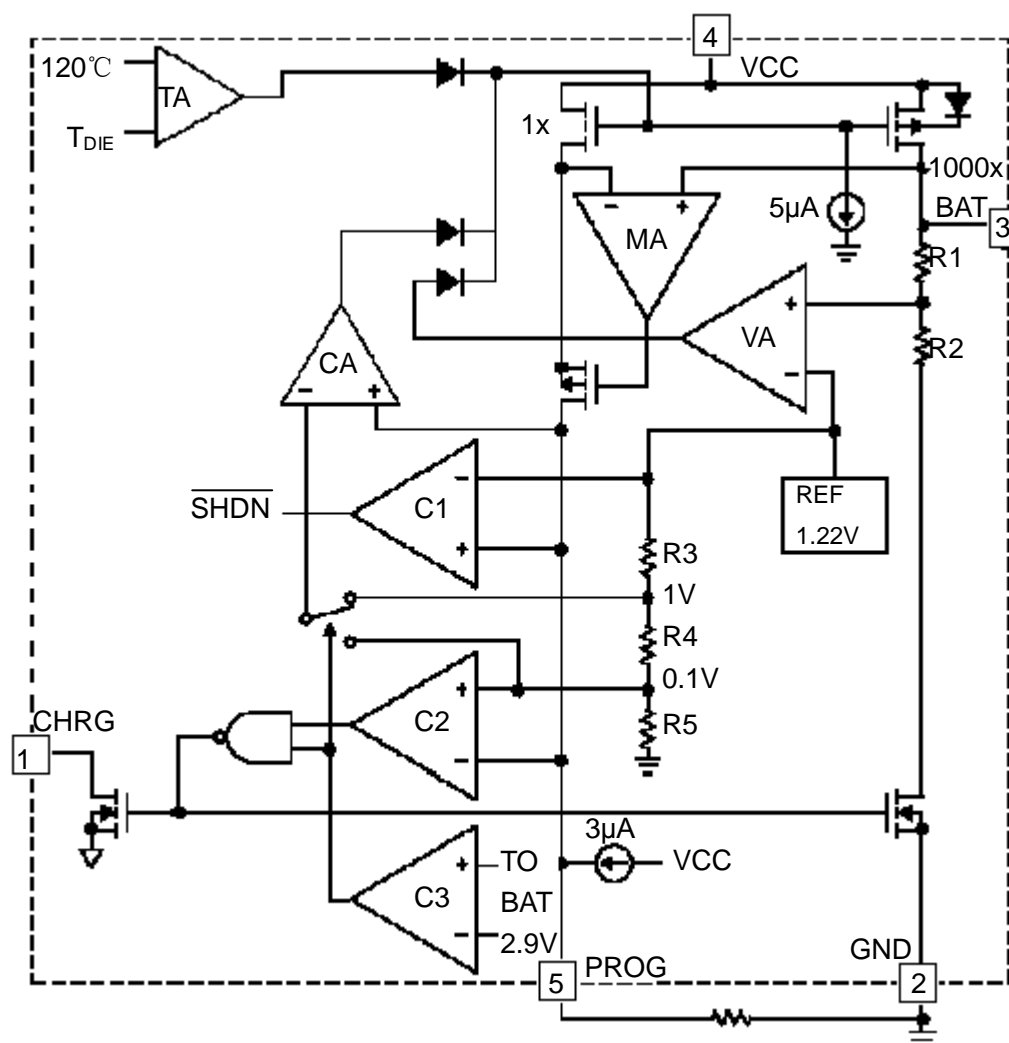 4
120℃
TA
VCC
T_DIE
1x
1000x
5µA
BAT
3
MA
R1
VA
R2
CA
SHDN
C1
REF
1.22V
R3
1V
R4
0.1V
C2
R5
CHRG
1
3µA
VCC
C3
TO
BAT
2.9V
GND
5
PROG
2
+
−